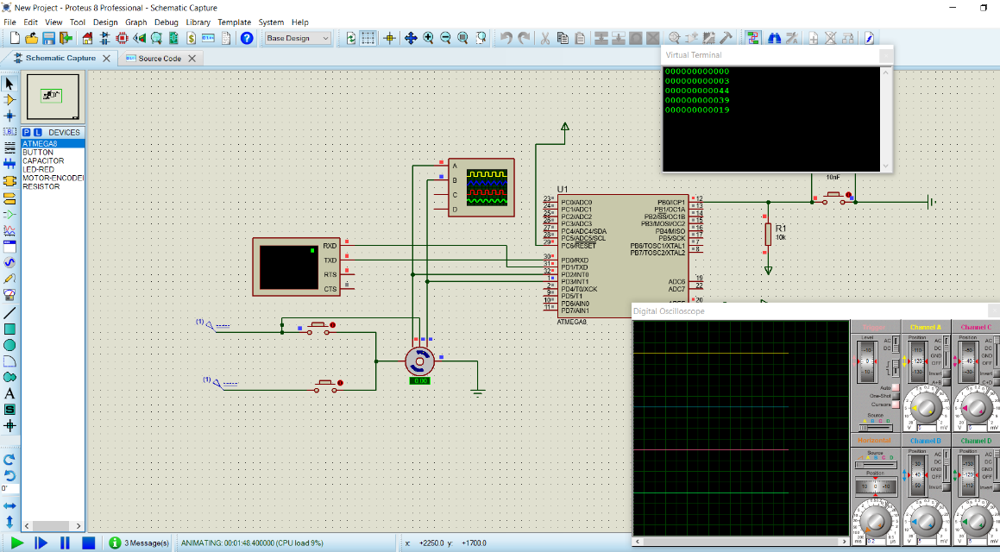 New Project - Proteus 8 Professional - Schematic Capture
File Edit View Tool Design Graph Debug Library Template System Help
Base Design
Schematic Capture
Source Code
Virtual Terminal
000000000000
000000000003
000000000044
000000000039
000000000019
P L DEVICES
ATMEGA8
BUTTON
CAPACITOR
LED-RED
MOTOR-ENCODE
RESISTOR
A
B
C
D
RXD
TXD
RTS
CTS
(1)
(1)
0.00
U1
23 PC0/ADC0
24 PC1/ADC1
25 PC2/ADC2
26 PC3/ADC3
27 PC4/ADC4/SDA
28 PC5/ADC5/SCL
29 PC6/RESET
30 PD0/RXD
31 PD1/TXD
32 PD2/INT0
1 PD3/INT1
2 PD4/T0/XCK
9 PD5/T1
10 PD6/AIN0
11 PD7/AIN1
PB0/ICP1 12
PB1/OC1A 13
PB2/SS/OC1B 14
PB3/MOSI/OC2 15
PB4/MISO 16
PB5/SCK 17
PB6/TOSC1/XTAL1 7
PB7/TOSC2/XTAL2 8
ADC6 19
ADC7 22
20
ATMEGA8
10nF
R1
10k
Digital Oscilloscope
Trigger
Level
AC
DC
Auto
One-Shot
Cursors
Source
A B C D
Channel A
Position
AC
DC
GND
OFF
Invert
A+B
Channel C
Position
AC
DC
GND
OFF
Invert
C+D
Horizontal
Source
A B C D
Position
Channel B
Position
AC
DC
GND
OFF
Invert
Channel D
Position
AC
DC
GND
OFF
Invert
0°
3 Message(s)
ANIMATING: 00:01:48.400000 (CPU load 9%)
x: +2250.0 y: +1700.0